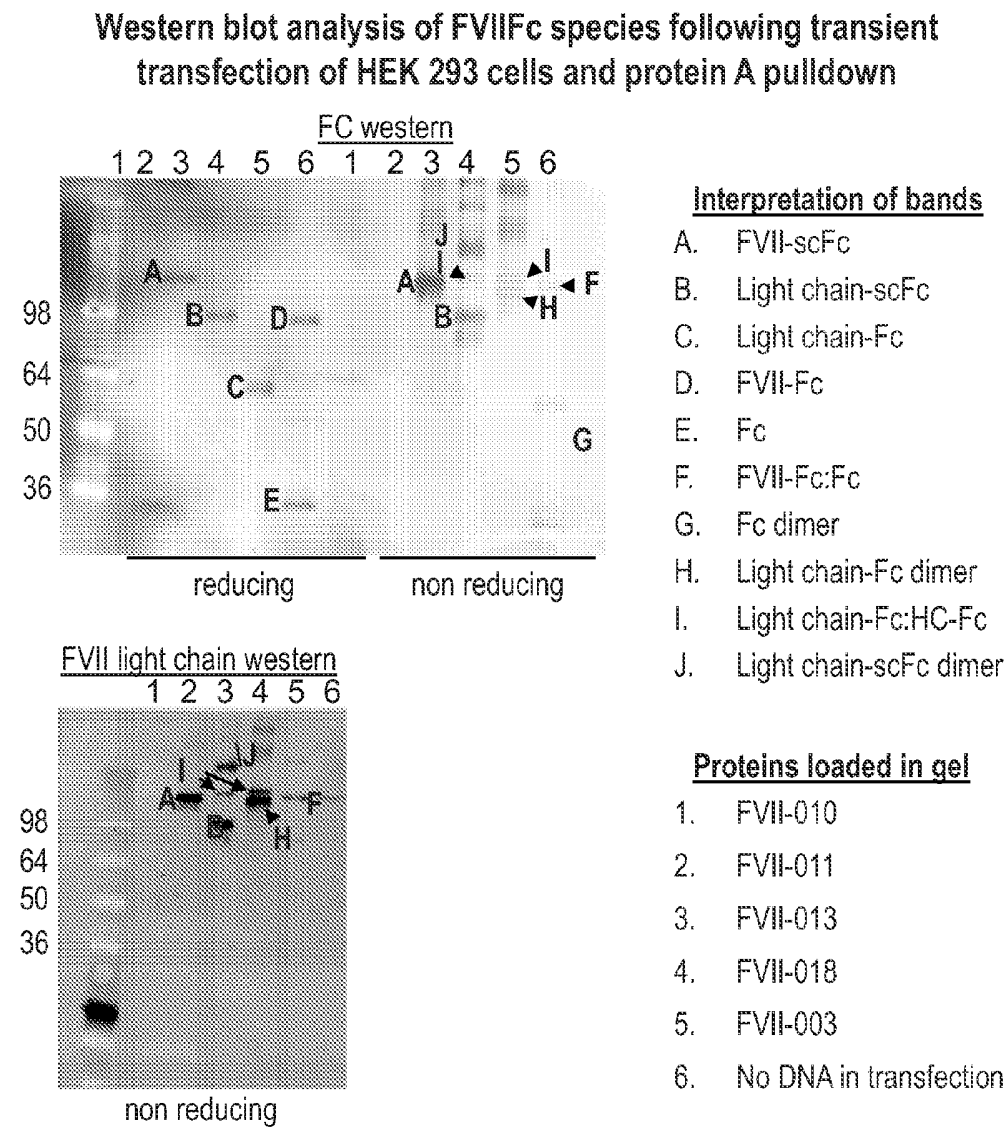 Western blot analysis of FVIIFc species following transient
transfection of HEK 293 cells and protein A pulldown
FC western
1 2 3 4 5 6 1 2 3 4 5 6
J
A I I
A F
98 B D B H
64
C
50
G
36
E
reducing non reducing
FVII light chain western
1 2 3 4 5 6
J
I
A F
98 B
H
64
50
36
non reducing
Interpretation of bands
A. FVII-scFc
B. Light chain-scFc
C. Light chain-Fc
D. FVII-Fc
E. Fc
F. FVII-Fc:Fc
G. Fc dimer
H. Light chain-Fc dimer
I. Light chain-Fc:HC-Fc
J. Light chain-scFc dimer
Proteins loaded in gel
1. FVII-010
2. FVII-011
3. FVII-013
4. FVII-018
5. FVII-003
6. No DNA in transfection